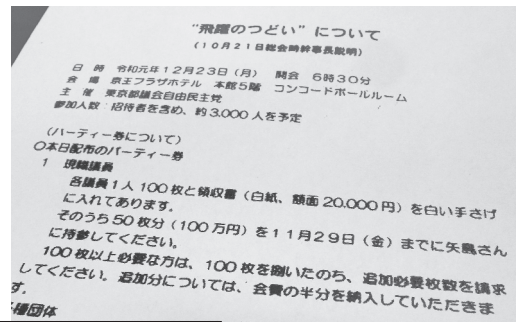 “飛躍のつどい”について
(10月21日総会時幹事長説明)
日 時 令和元年12月23日(月) 開会 6時30分
会 場 京王プラザホテル 本館5階 コンコードボールルーム
主 催 東京都議会自由民主党
参加人数 招待者を含め、約3,000人を予定
(パーティー券について)
○本日配布のパーティー券
1 現職議員
各議員1人100枚と領収書(白紙、額面20,000円)を白い手さげ
に入れてあります。
そのうち50枚分(100万円)を11月29日(金)までに矢島さん
に持参してください。
100枚以上必要な方は、100枚を捌いたのち、追加必要枚数を請求
してください。追加分については、会費の半分を納入していただきま
す。
種団体